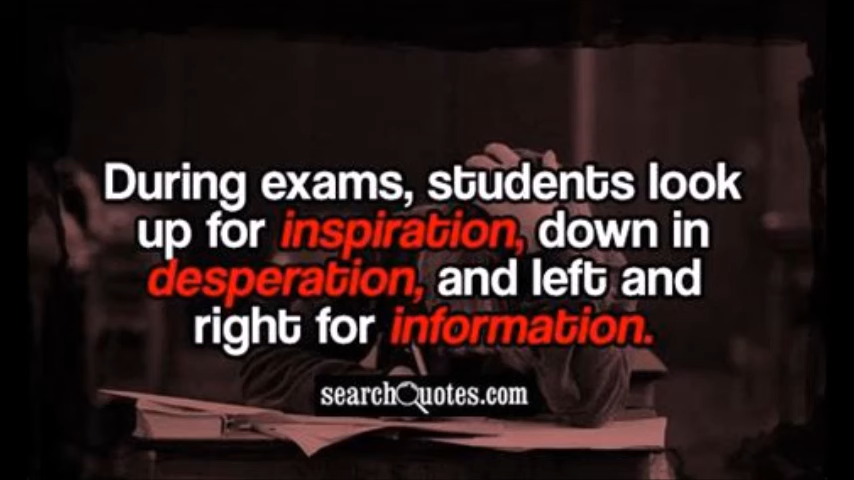 During exams, students look
up for inspiration, down in
desperation, and left and
right for information.
searchQuotes.com